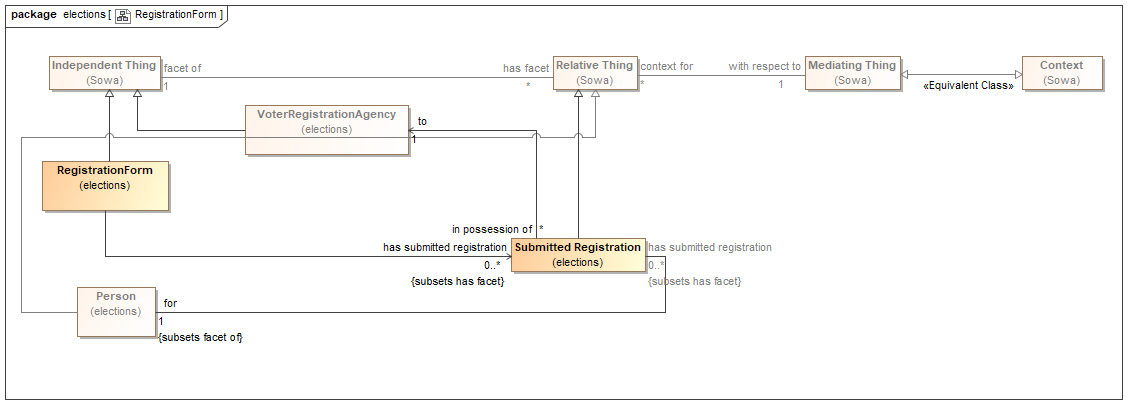 package elections [ RegistrationForm ]
Independent Thing
(Sowa)
facet of
1
has facet
*
Relative Thing
(Sowa)
context for
*
with respect to
1
Mediating Thing
(Sowa)
«Equivalent Class»
Context
(Sowa)
VoterRegistrationAgency
(elections)
to
1
RegistrationForm
(elections)
in possession of *
has submitted registration
0..*
{subsets has facet}
Submitted Registration
(elections)
has submitted registration
0..*
{subsets has facet}
Person
(elections)
for
1
{subsets facet of}